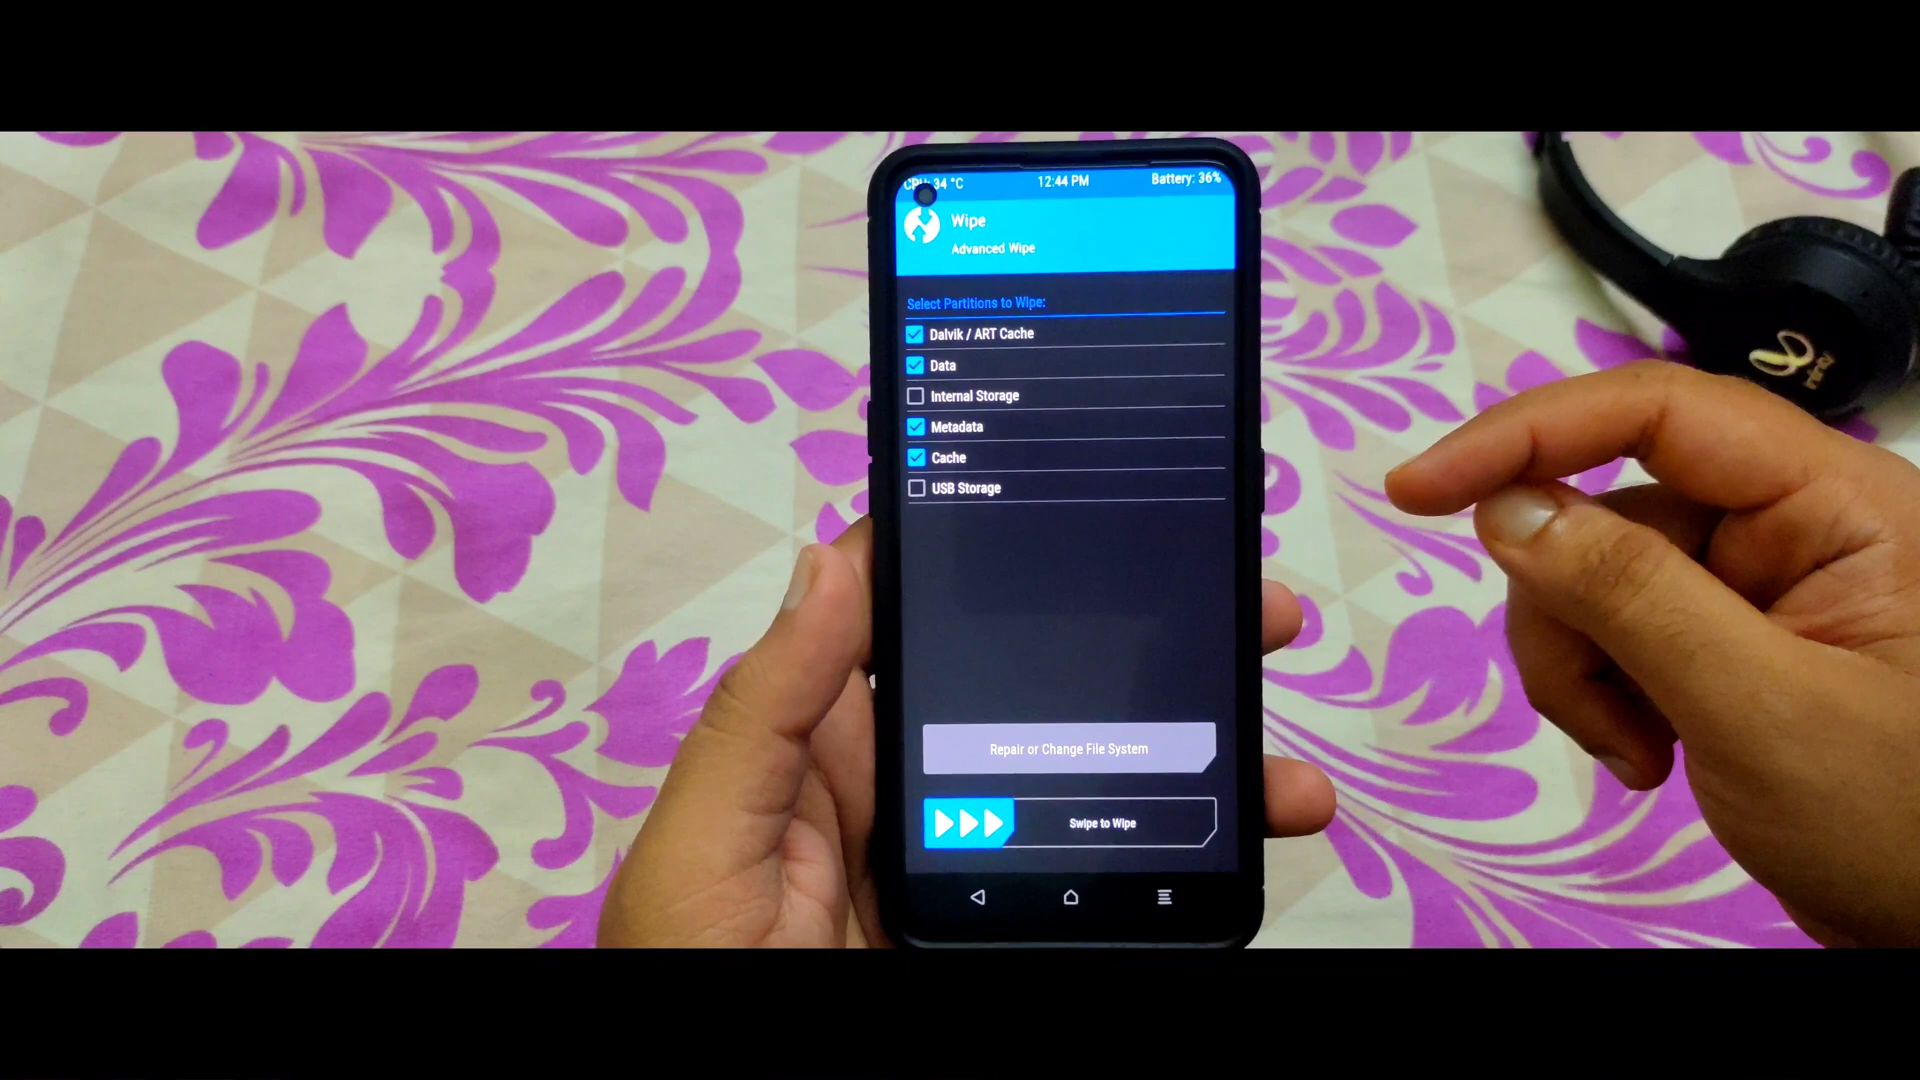 CPU: 34 °C 12:44 PM Battery: 36%
Wipe
Advanced Wipe
Select Partitions to Wipe:
Dalvik / ART Cache
Data
Internal Storage
Metadata
Cache
USB Storage
Repair or Change File System
Swipe to Wipe